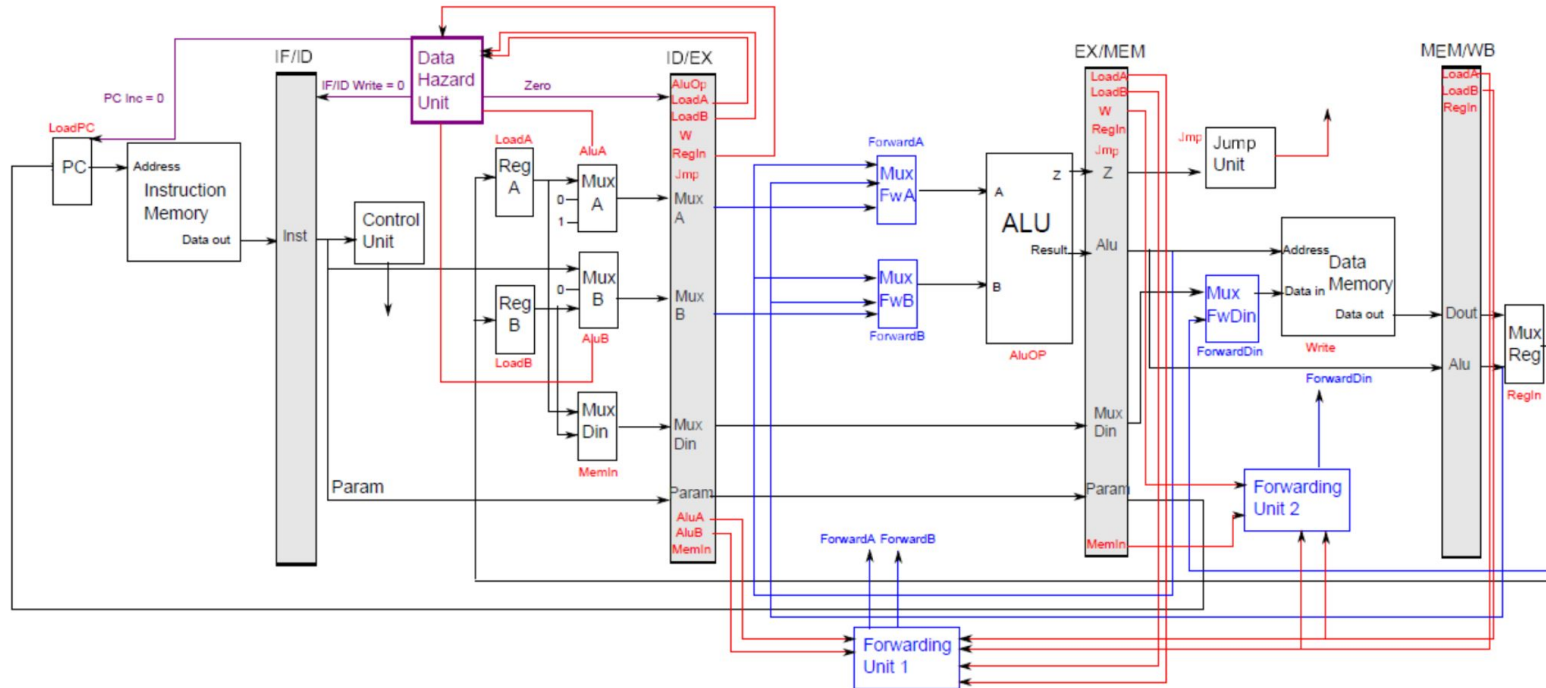 IF/ID
Data
Hazard
Unit
ID/EX
EX/MEM
MEM/WB
PC Inc = 0
IF/ID Write = 0
Zero
LoadPC
PC
Address
Instruction
Memory
Data out
Inst
Control
Unit
Param
LoadA
Reg
A
Reg
B
LoadB
AluA
Mux
A
0
1
Mux
B
0
AluB
Mux
Din
MemIn
AluOp
LoadA
LoadB
W
RegIn
Jmp
Mux
A
Mux
B
Mux
Din
Param
AluA
AluB
MemIn
ForwardA
Mux
FwA
Mux
FwB
ForwardB
A
B
ALU
Z
Result
AluOP
ForwardA
ForwardB
Forwarding
Unit 1
LoadA
LoadB
W
RegIn
Jmp
Z
Alu
Mux
Din
Param
MemIn
Jmp
Jump
Unit
Mux
FwDin
ForwardDin
Address
Data
Memory
Data in
Data out
Write
ForwardDin
Forwarding
Unit 2
LoadA
LoadB
RegIn
Dout
Alu
Mux
Reg
RegIn